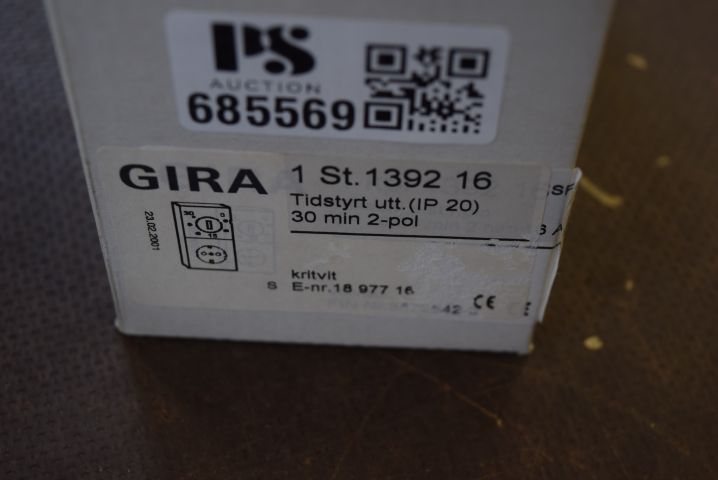 PS
AUCTION
685569
GIRA
1 St.1392 16
Tidstyrt utt.(IP 20)
30 min 2-pol
23.02.2001
15
kritvit
S E-nr.18 977 16
CE